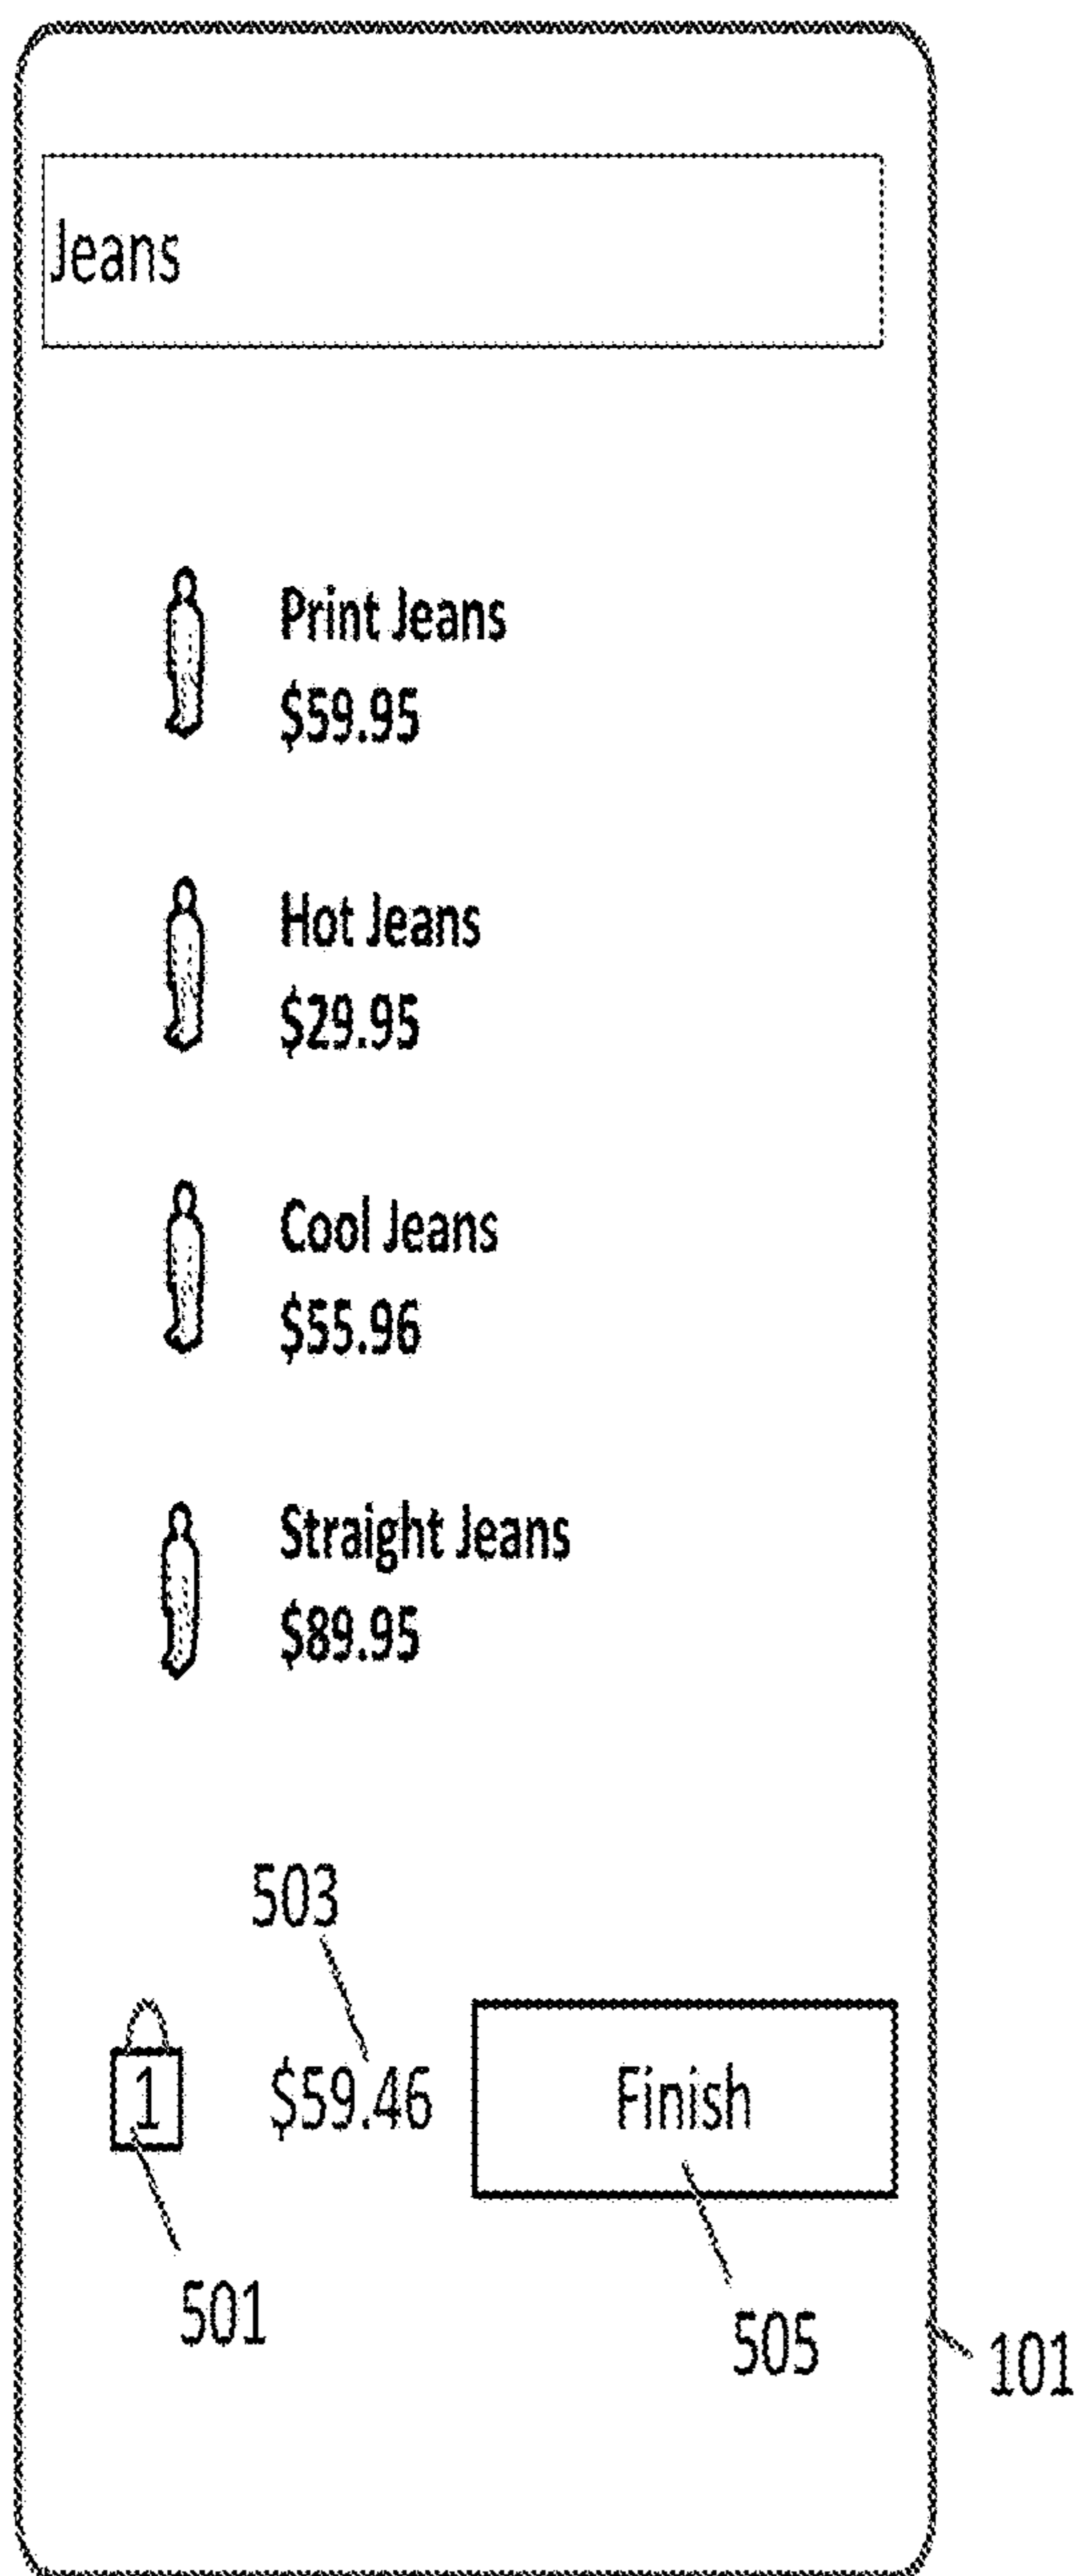 Jeans
Print Jeans
$59.95
Hot Jeans
$29.95
Cool Jeans
$55.96
Straight Jeans
$89.95
503
1 $59.46 Finish
501
505
101